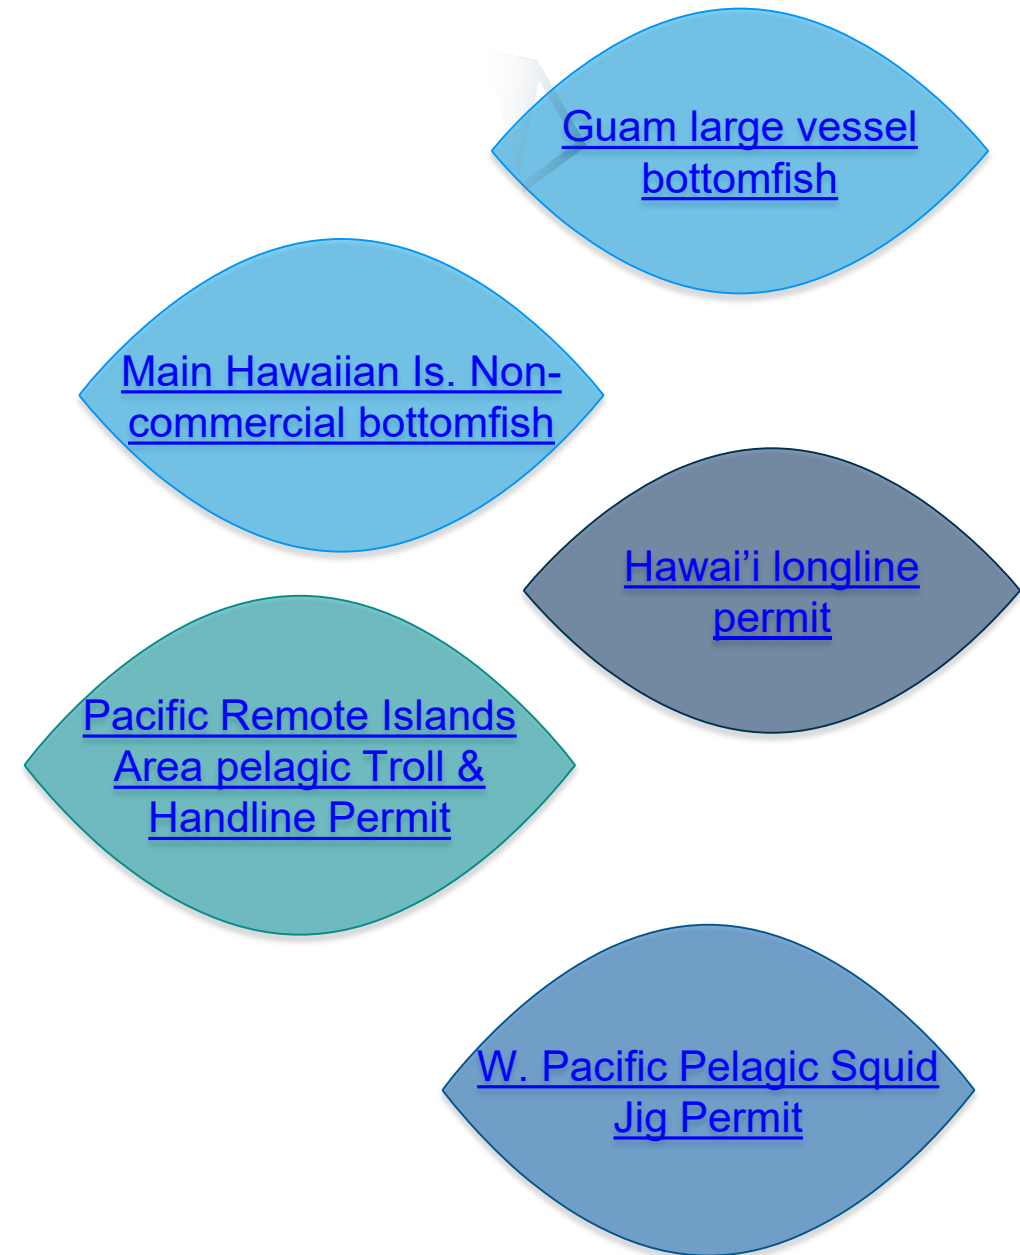 Guam large vessel
bottomfish
Main Hawaiian Is. Non-
commercial bottomfish
Hawai’i longline
permit
Pacific Remote Islands
Area pelagic Troll &
Handline Permit
W. Pacific Pelagic Squid
Jig Permit